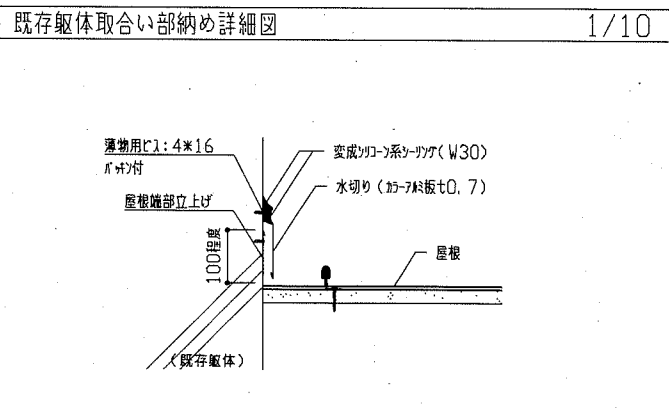 既存躯体取合い部納め詳細図 1/10
薄物用ビス:4*16
パッキン付
変成シリコーン系シーリング(W30)
水切り(カラーアルミ板t0.7)
屋根端部立上げ
100程度
屋根
(既存躯体)